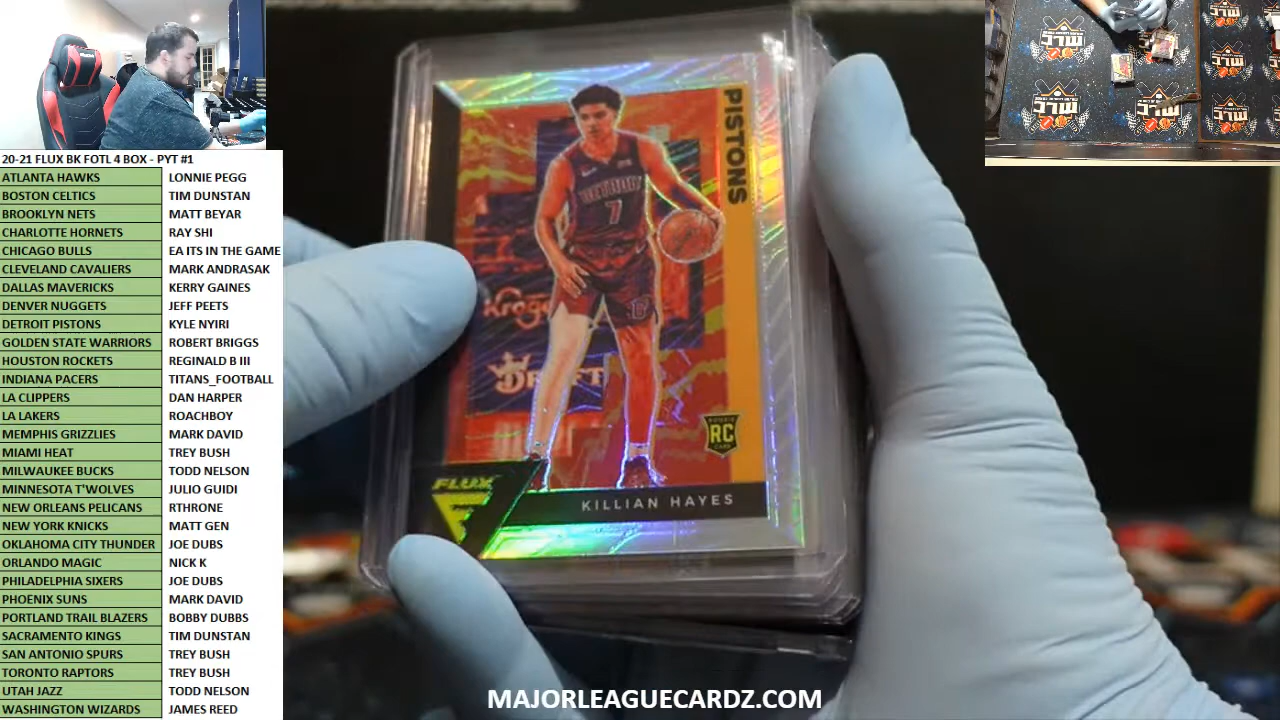 20-21 FLUX BK FOTL 4 BOX - PYT #1
ATLANTA HAWKS LONNIE PEGG
BOSTON CELTICS TIM DUNSTAN
BROOKLYN NETS MATT BEYAR
CHARLOTTE HORNETS RAY SHI
CHICAGO BULLS EA ITS IN THE GAME
CLEVELAND CAVALIERS MARK ANDRASAK
DALLAS MAVERICKS KERRY GAINES
DENVER NUGGETS JEFF PEETS
DETROIT PISTONS KYLE NYIRI
GOLDEN STATE WARRIORS ROBERT BRIGGS
HOUSTON ROCKETS REGINALD B III
INDIANA PACERS TITANS_FOOTBALL
LA CLIPPERS DAN HARPER
LA LAKERS ROACHBOY
MEMPHIS GRIZZLIES MARK DAVID
MIAMI HEAT TREY BUSH
MILWAUKEE BUCKS TODD NELSON
MINNESOTA T'WOLVES JULIO GUIDI
NEW ORLEANS PELICANS RTHRONE
NEW YORK KNICKS MATT GEN
OKLAHOMA CITY THUNDER JOE DUBS
ORLANDO MAGIC NICK K
PHILADELPHIA SIXERS JOE DUBS
PHOENIX SUNS MARK DAVID
PORTLAND TRAIL BLAZERS BOBBY DUBBS
SACRAMENTO KINGS TIM DUNSTAN
SAN ANTONIO SPURS TREY BUSH
TORONTO RAPTORS TREY BUSH
UTAH JAZZ TODD NELSON
WASHINGTON WIZARDS JAMES REED
PISTONS
DETROIT
7
ROOKIE
RC
CARD
FLUX
KILLIAN HAYES
MAJORLEAGUECARDZ.COM